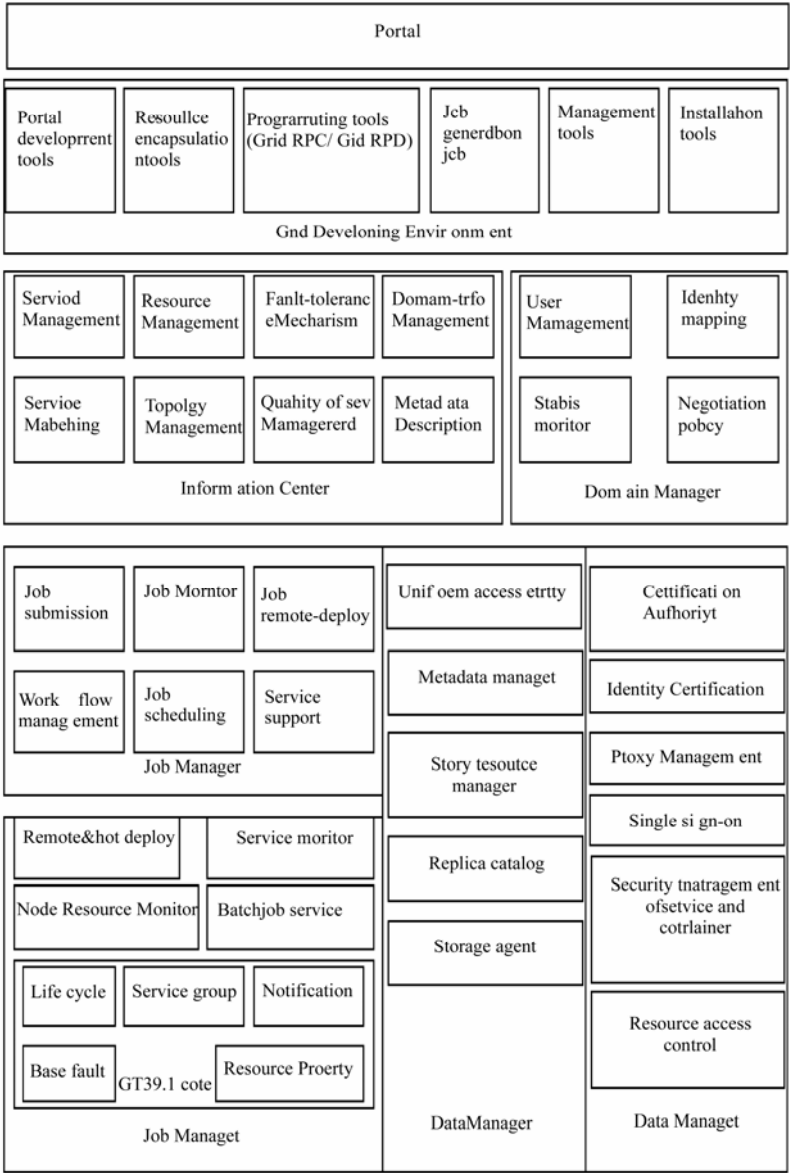 Portal
Portal
developrrent
tools
Resoullce
encapsulatio
ntools
Prograrruting tools
(Grid RPC/ Gid RPD)
Jcb
generdbon
jcb
Management
tools
Installahon
tools
Gnd Develoning Envir onm ent
Serviod
Management
Resource
Management
Fanlt-toleranc
eMecharism
Domam-trfo
Management
Servioe
Mabehing
Topolgy
Management
Quahity of sev
Mamagererd
Metad ata
Description
Inform ation Center
User
Mamagement
Idenhty
mapping
Stabis
moritor
Negotiation
pobcy
Dom ain Manager
Job
submission
Job Morntor
Job
remote-deploy
Work flow
manag ement
Job
scheduling
Service
support
Job Manager
Remote&hot deploy
Service moritor
Node Resource Monitor
Batchjob service
Life cycle
Service group
Notification
Base fault
GT39.1 cote
Resource Proerty
Job Managet
Unif oem access etrtty
Metadata managet
Story tesoutce
manager
Replica catalog
Storage agent
DataManager
Cettificati on
Aufhoriyt
Identity Certification
Ptoxy Managem ent
Single si gn-on
Security tnatragem ent
ofsetvice and
cotrlainer
Resource access
control
Data Managet